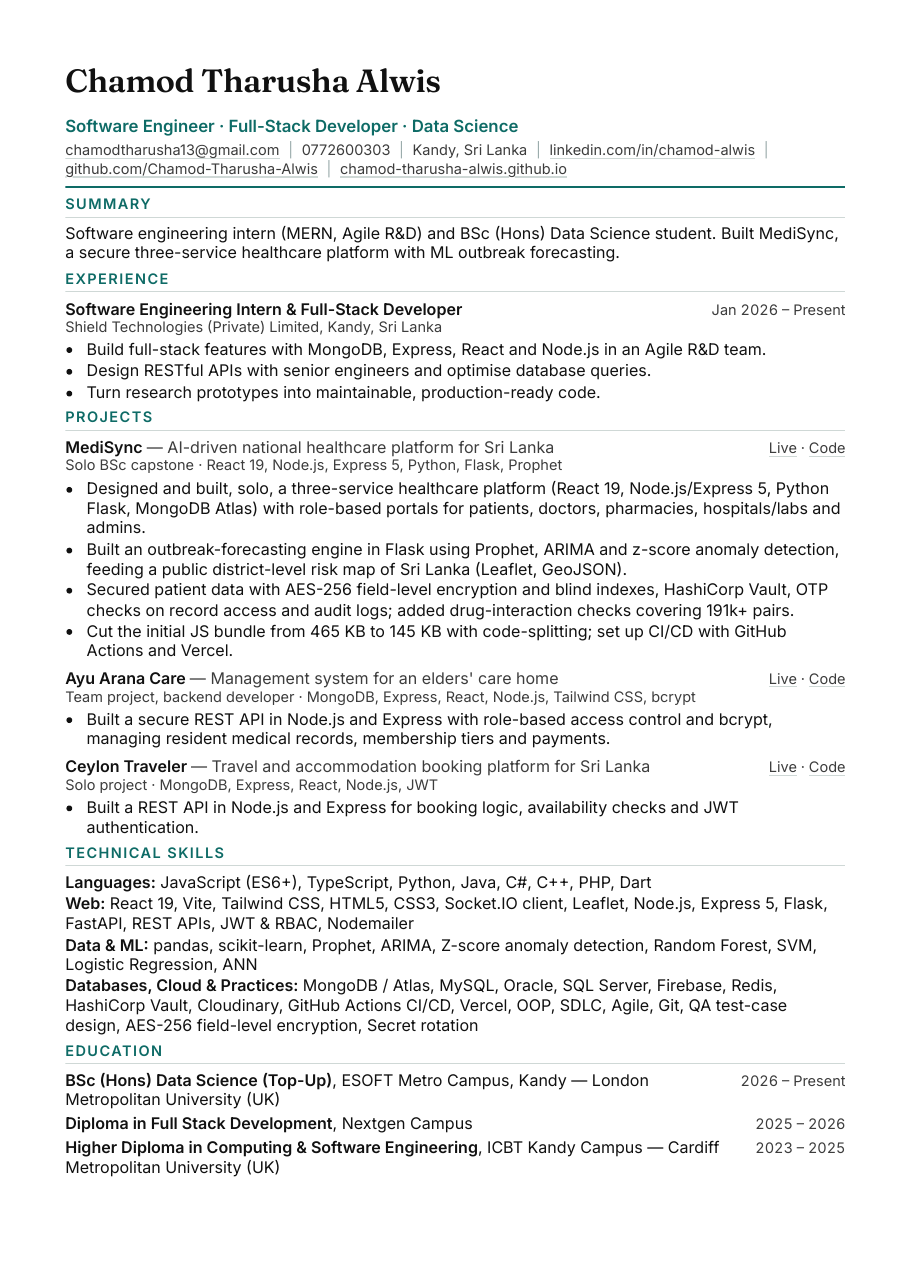 Chamod Tharusha Alwis
Software Engineer · Full-Stack Developer · Data Science
chamodtharusha13@gmail.com | 0772600303 | Kandy, Sri Lanka | linkedin.com/in/chamod-alwis |
github.com/Chamod-Tharusha-Alwis | chamod-tharusha-alwis.github.io
SUMMARY
Software engineering intern (MERN, Agile R&D) and BSc (Hons) Data Science student. Built MediSync,
a secure three-service healthcare platform with ML outbreak forecasting.
EXPERIENCE
Software Engineering Intern & Full-Stack Developer Jan 2026 – Present
Shield Technologies (Private) Limited, Kandy, Sri Lanka
• Build full-stack features with MongoDB, Express, React and Node.js in an Agile R&D team.
• Design RESTful APIs with senior engineers and optimise database queries.
• Turn research prototypes into maintainable, production-ready code.
PROJECTS
MediSync — AI-driven national healthcare platform for Sri Lanka Live · Code
Solo BSc capstone · React 19, Node.js, Express 5, Python, Flask, Prophet
• Designed and built, solo, a three-service healthcare platform (React 19, Node.js/Express 5, Python
Flask, MongoDB Atlas) with role-based portals for patients, doctors, pharmacies, hospitals/labs and
admins.
• Built an outbreak-forecasting engine in Flask using Prophet, ARIMA and z-score anomaly detection,
feeding a public district-level risk map of Sri Lanka (Leaflet, GeoJSON).
• Secured patient data with AES-256 field-level encryption and blind indexes, HashiCorp Vault, OTP
checks on record access and audit logs; added drug-interaction checks covering 191k+ pairs.
• Cut the initial JS bundle from 465 KB to 145 KB with code-splitting; set up CI/CD with GitHub
Actions and Vercel.
Ayu Arana Care — Management system for an elders' care home Live · Code
Team project, backend developer · MongoDB, Express, React, Node.js, Tailwind CSS, bcrypt
• Built a secure REST API in Node.js and Express with role-based access control and bcrypt,
managing resident medical records, membership tiers and payments.
Ceylon Traveler — Travel and accommodation booking platform for Sri Lanka Live · Code
Solo project · MongoDB, Express, React, Node.js, JWT
• Built a REST API in Node.js and Express for booking logic, availability checks and JWT
authentication.
TECHNICAL SKILLS
Languages: JavaScript (ES6+), TypeScript, Python, Java, C#, C++, PHP, Dart
Web: React 19, Vite, Tailwind CSS, HTML5, CSS3, Socket.IO client, Leaflet, Node.js, Express 5, Flask,
FastAPI, REST APIs, JWT & RBAC, Nodemailer
Data & ML: pandas, scikit-learn, Prophet, ARIMA, Z-score anomaly detection, Random Forest, SVM,
Logistic Regression, ANN
Databases, Cloud & Practices: MongoDB / Atlas, MySQL, Oracle, SQL Server, Firebase, Redis,
HashiCorp Vault, Cloudinary, GitHub Actions CI/CD, Vercel, OOP, SDLC, Agile, Git, QA test-case
design, AES-256 field-level encryption, Secret rotation
EDUCATION
BSc (Hons) Data Science (Top-Up), ESOFT Metro Campus, Kandy — London 2026 – Present
Metropolitan University (UK)
Diploma in Full Stack Development, Nextgen Campus 2025 – 2026
Higher Diploma in Computing & Software Engineering, ICBT Kandy Campus — Cardiff 2023 – 2025
Metropolitan University (UK)